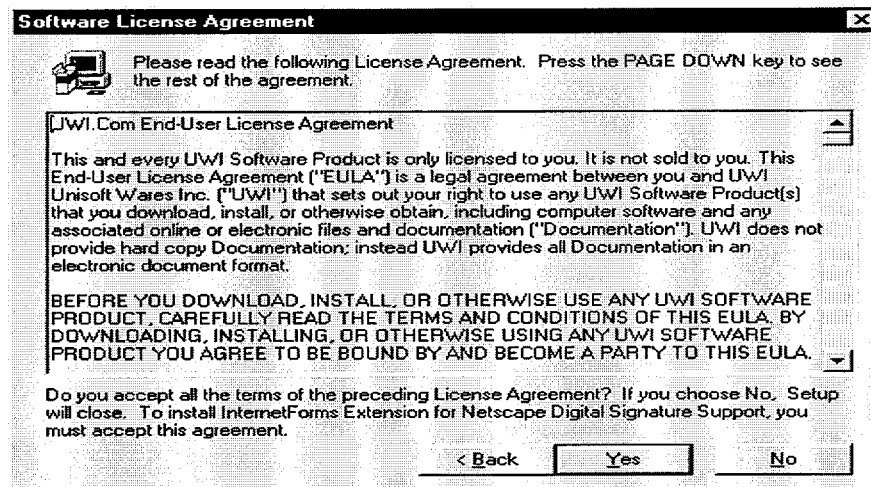 Software License Agreement
Please read the following License Agreement. Press the PAGE DOWN key to see
the rest of the agreement.
UWI.Com End-User License Agreement
This and every UWI Software Product is only licensed to you. It is not sold to you. This
End-User License Agreement ("EULA") is a legal agreement between you and UWI
Unisoft Wares Inc. ("UWI") that sets out your right to use any UWI Software Product(s)
that you download, install, or otherwise obtain, including computer software and any
associated online or electronic files and documentation ("Documentation"). UWI does not
provide hard copy Documentation; instead UWI provides all Documentation in an
electronic document format.
BEFORE YOU DOWNLOAD, INSTALL, OR OTHERWISE USE ANY UWI SOFTWARE
PRODUCT, CAREFULLY READ THE TERMS AND CONDITIONS OF THIS EULA. BY
DOWNLOADING, INSTALLING, OR OTHERWISE USING ANY UWI SOFTWARE
PRODUCT YOU AGREE TO BE BOUND BY AND BECOME A PARTY TO THIS EULA.
Do you accept all the terms of the preceding License Agreement? If you choose No, Setup
will close. To install InternetForms Extension for Netscape Digital Signature Support, you
must accept this agreement.
< Back Yes No